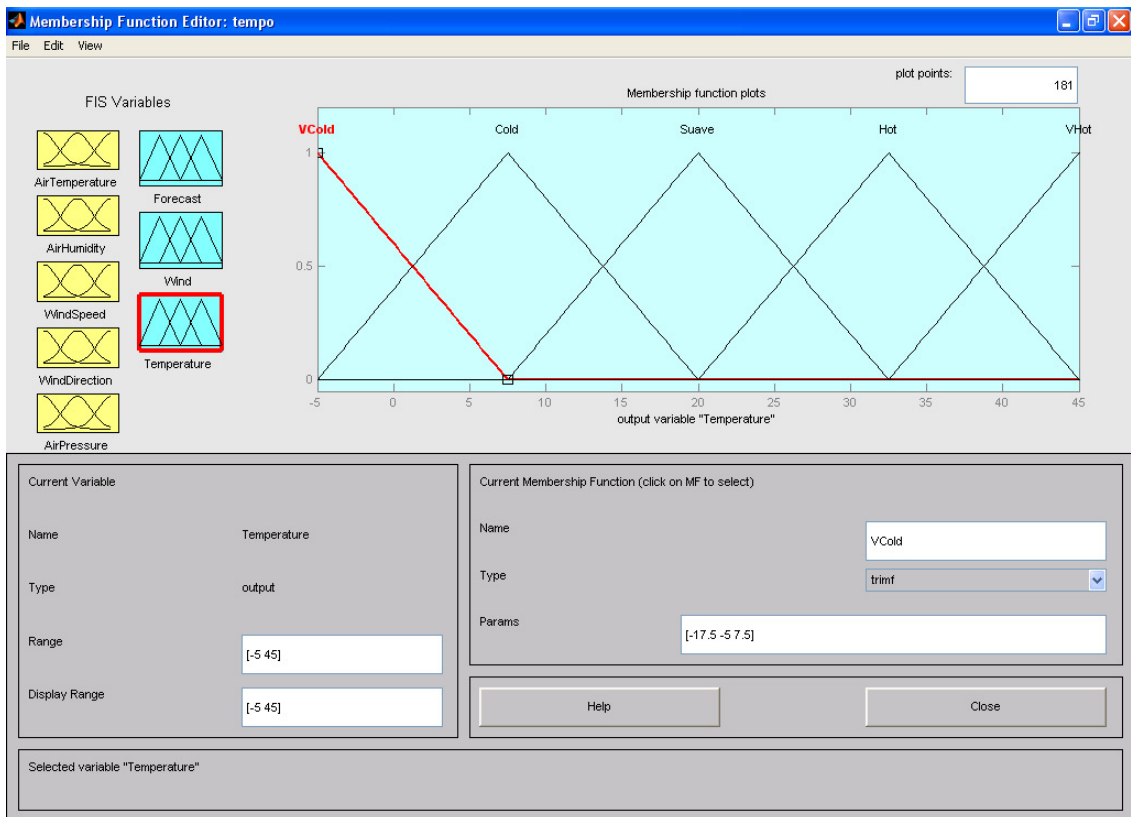 Membership Function Editor: tempo
File Edit View
FIS Variables
AirTemperature
AirHumidity
WindSpeed
WindDirection
AirPressure
Forecast
Wind
Temperature
plot points: 181
Membership function plots
VCold Cold Suave Hot VHot
1
0.5
0
-5 0 5 10 15 20 25 30 35 40 45
output variable "Temperature"
Current Variable
Name Temperature
Type output
Range [-5 45]
Display Range [-5 45]
Current Membership Function (click on MF to select)
Name VCold
Type trimf
Params [-17.5 -5 7.5]
Help Close
Selected variable "Temperature"